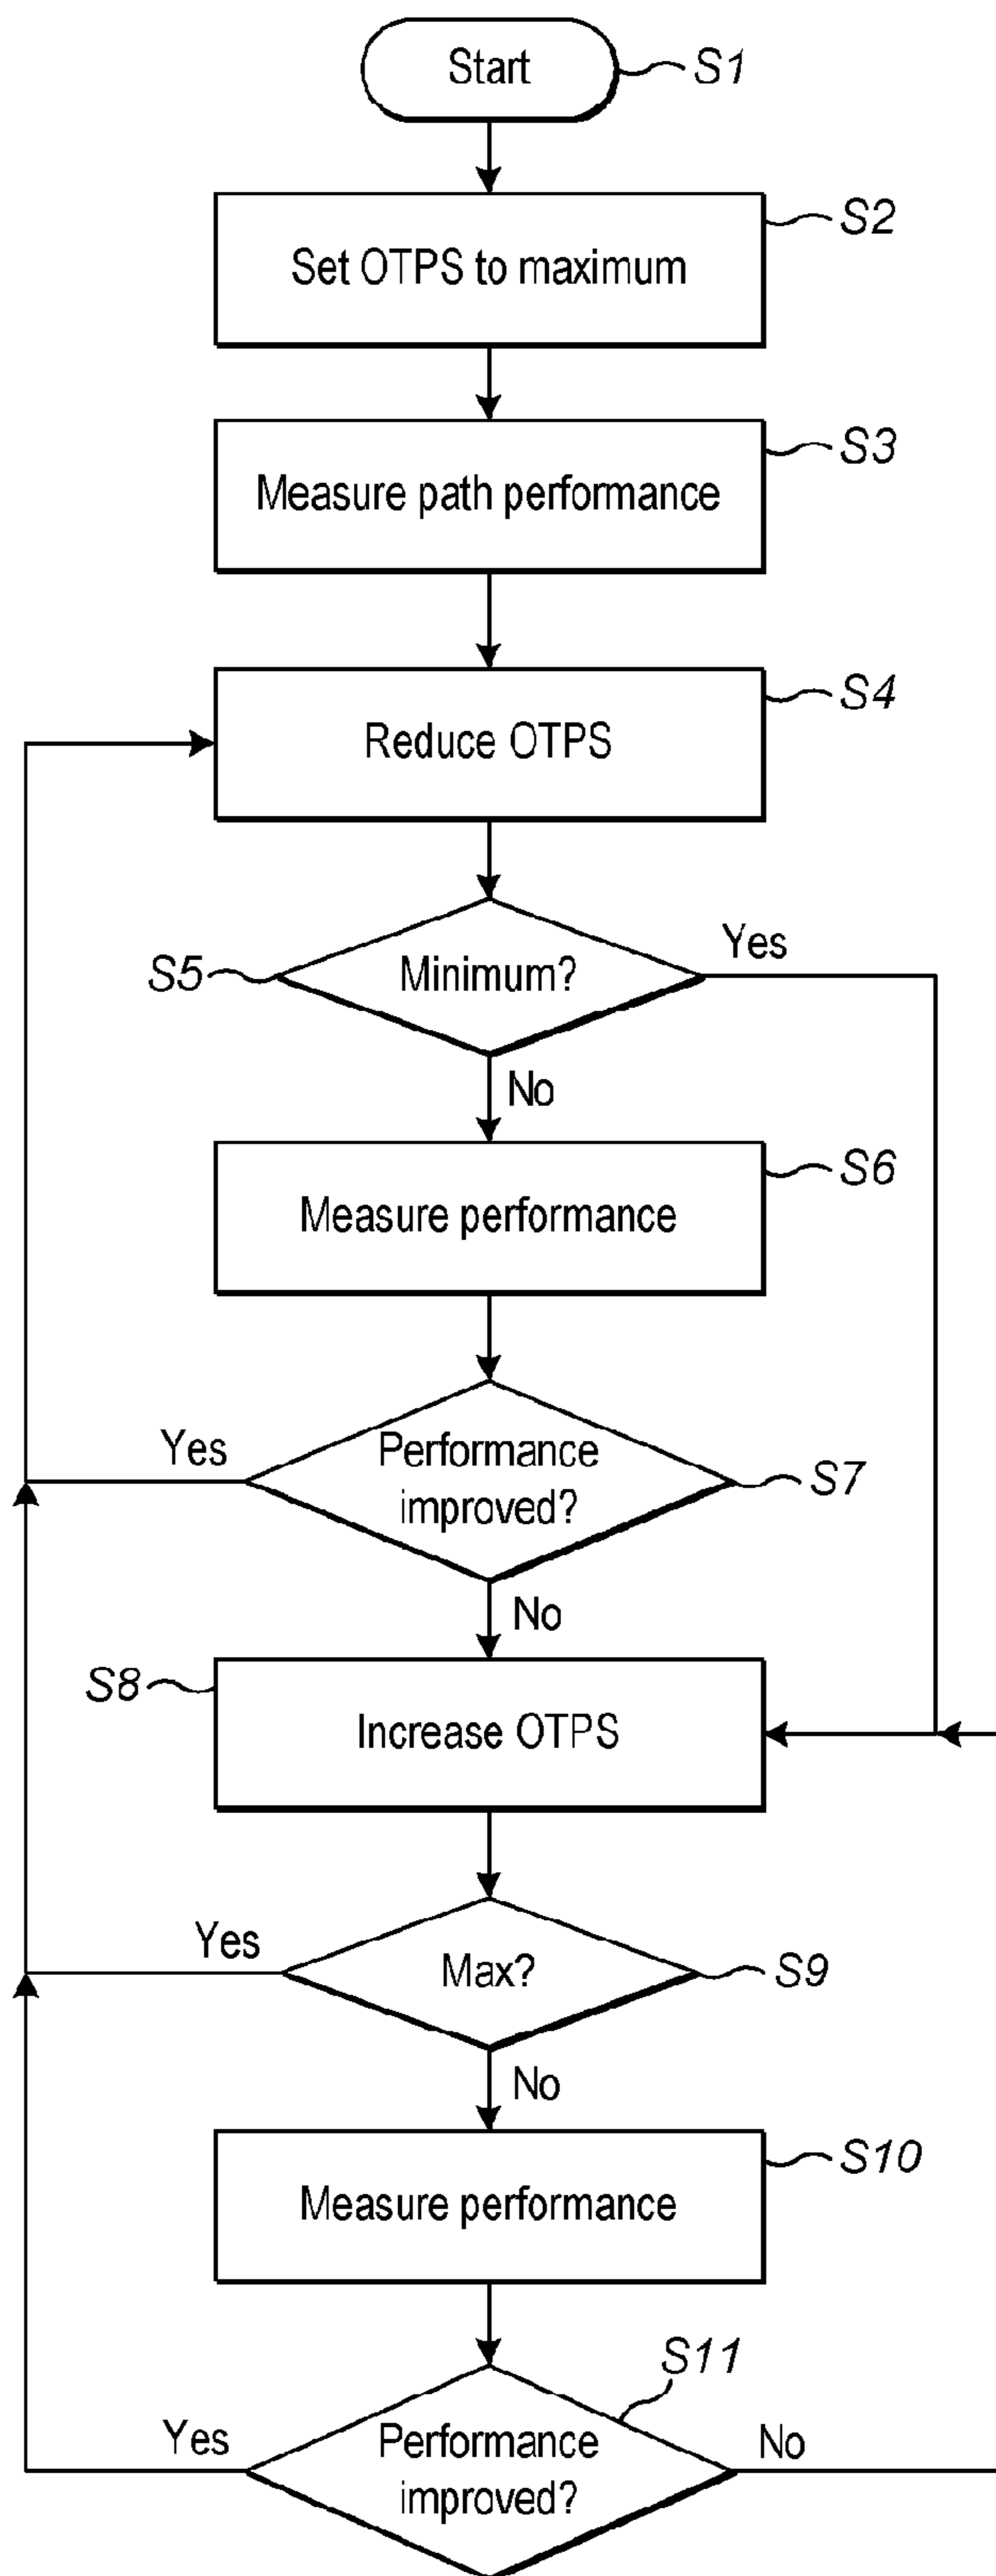 Start
S1
S2
Set OTPS to maximum
S3
Measure path performance
S4
Reduce OTPS
Yes
S5
Minimum?
No
S6
Measure performance
Yes
Performance
improved?
S7
No
S8
Increase OTPS
Yes
Max?
S9
No
S10
Measure performance
S11
Yes
Performance
improved?
No